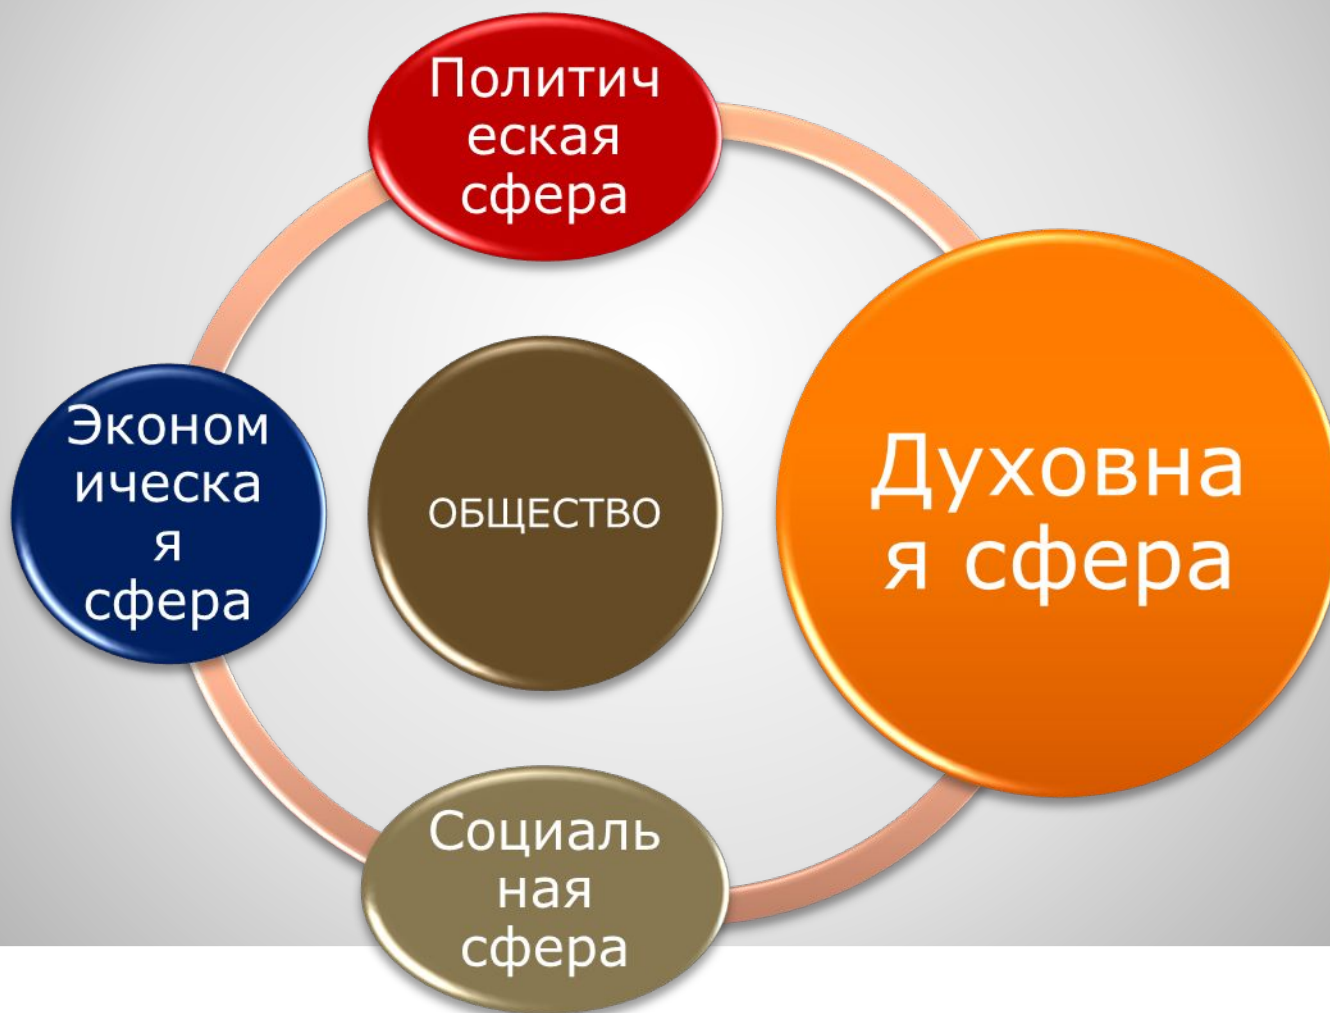 Политич
еская
сфера
Эконом
ическа
я
сфера
ОБЩЕСТВО
Духовна
я сфера
Социаль
ная
сфера